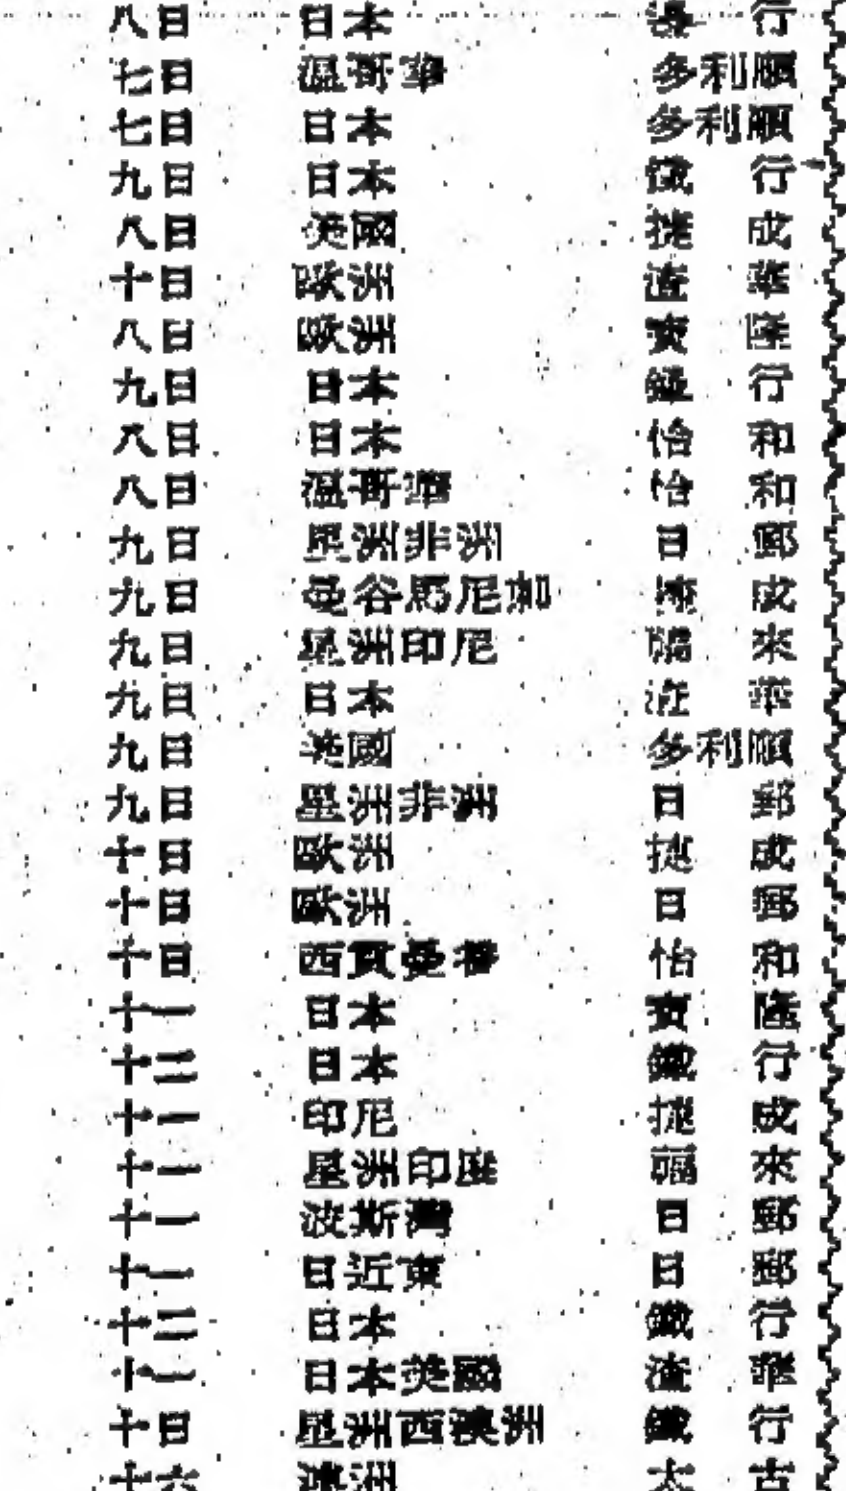 八日 日本 行
七日 溫哥華 多利順
七日 日本 多利順
九日 日本 鐵行
八日 英國 捷成
十日 歐洲 渣華
八日 歐洲 寶隆
九日 日本 鐵行
八日 日本 怡和
八日 溫哥華 怡和
九日 星洲非洲 日郵
九日 曼谷馬尼加 捷成
九日 星洲印尼 福來
九日 日本 渣華
九日 英國 多利順
九日 星洲非洲 日郵
十日 歐洲 捷成
十日 歐洲 日郵
十日 西貢曼 怡和
十一 日本 寶隆
十二 日本 鐵行
十一 印尼 捷成
十一 星洲印度 福來
十一 波斯灣 日郵
十一 日近東 日郵
十二 日本 鐵行
十一 日本英國 渣華
十日 星洲西澳洲 鐵行
十六 澳洲 太古